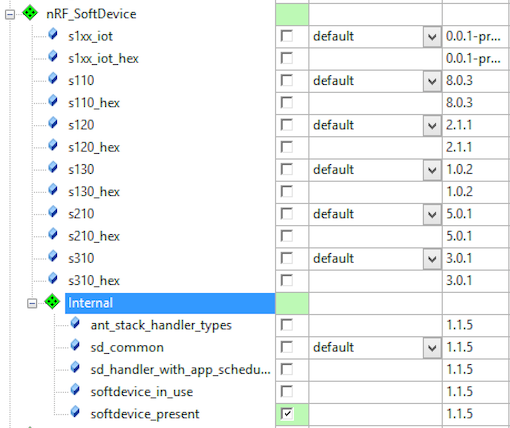 nRF_SoftDevice
s1xx_iot default 0.0.1-pr...
s1xx_iot_hex 0.0.1-pr...
s110 default 8.0.3
s110_hex 8.0.3
s120 default 2.1.1
s120_hex 2.1.1
s130 default 1.0.2
s130_hex 1.0.2
s210 default 5.0.1
s210_hex 5.0.1
s310 default 3.0.1
s310_hex 3.0.1
Internal
ant_stack_handler_types 1.1.5
sd_common default 1.1.5
sd_handler_with_app_schedu... 1.1.5
softdevice_in_use 1.1.5
softdevice_present 1.1.5